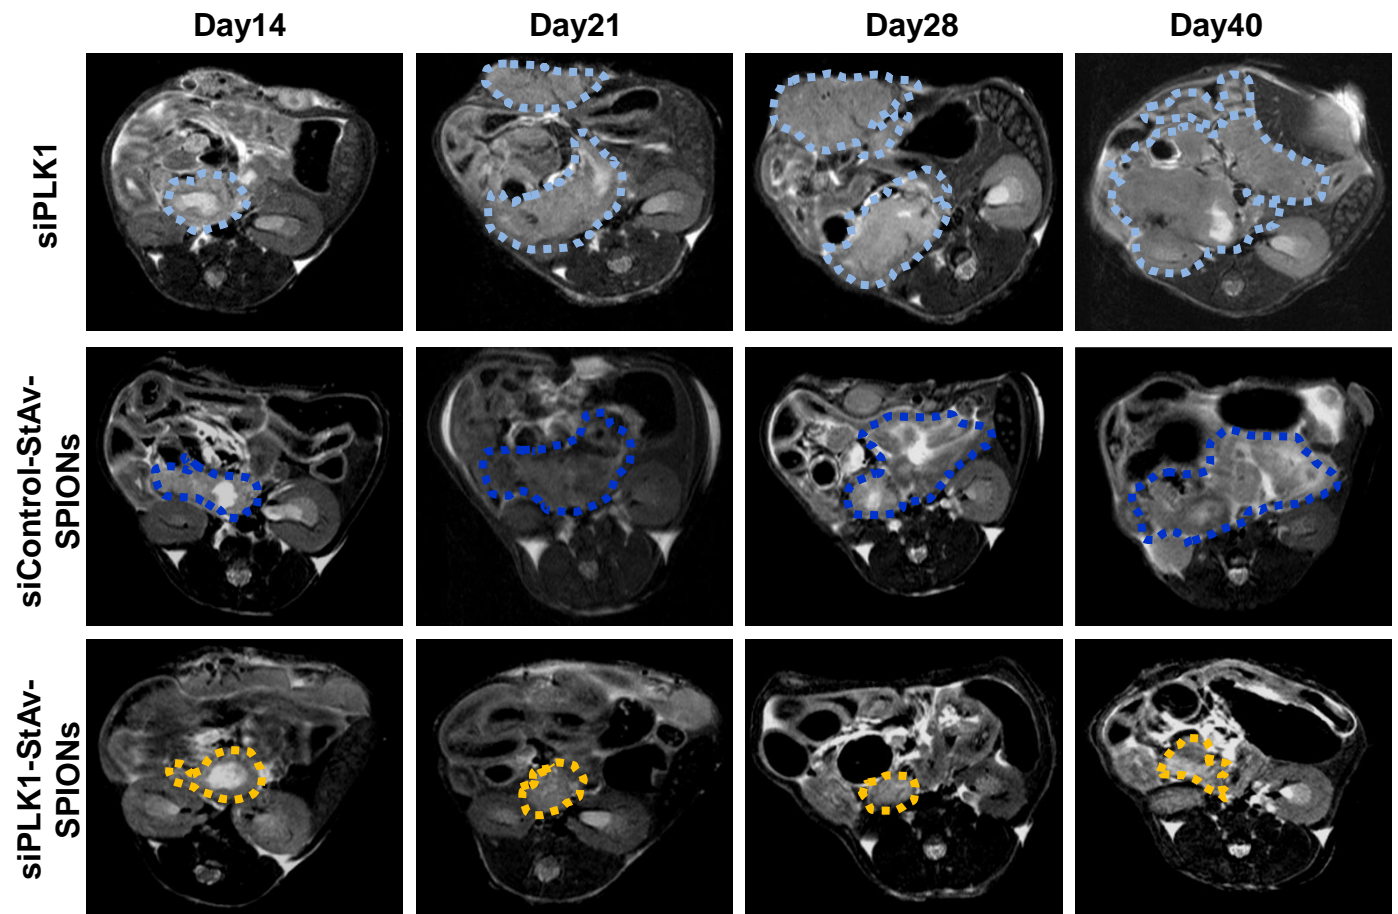 Day14
Day21
Day28
Day40
siPLK1
siControl-StAv-
SPIONs
siPLK1-StAv-
SPIONs